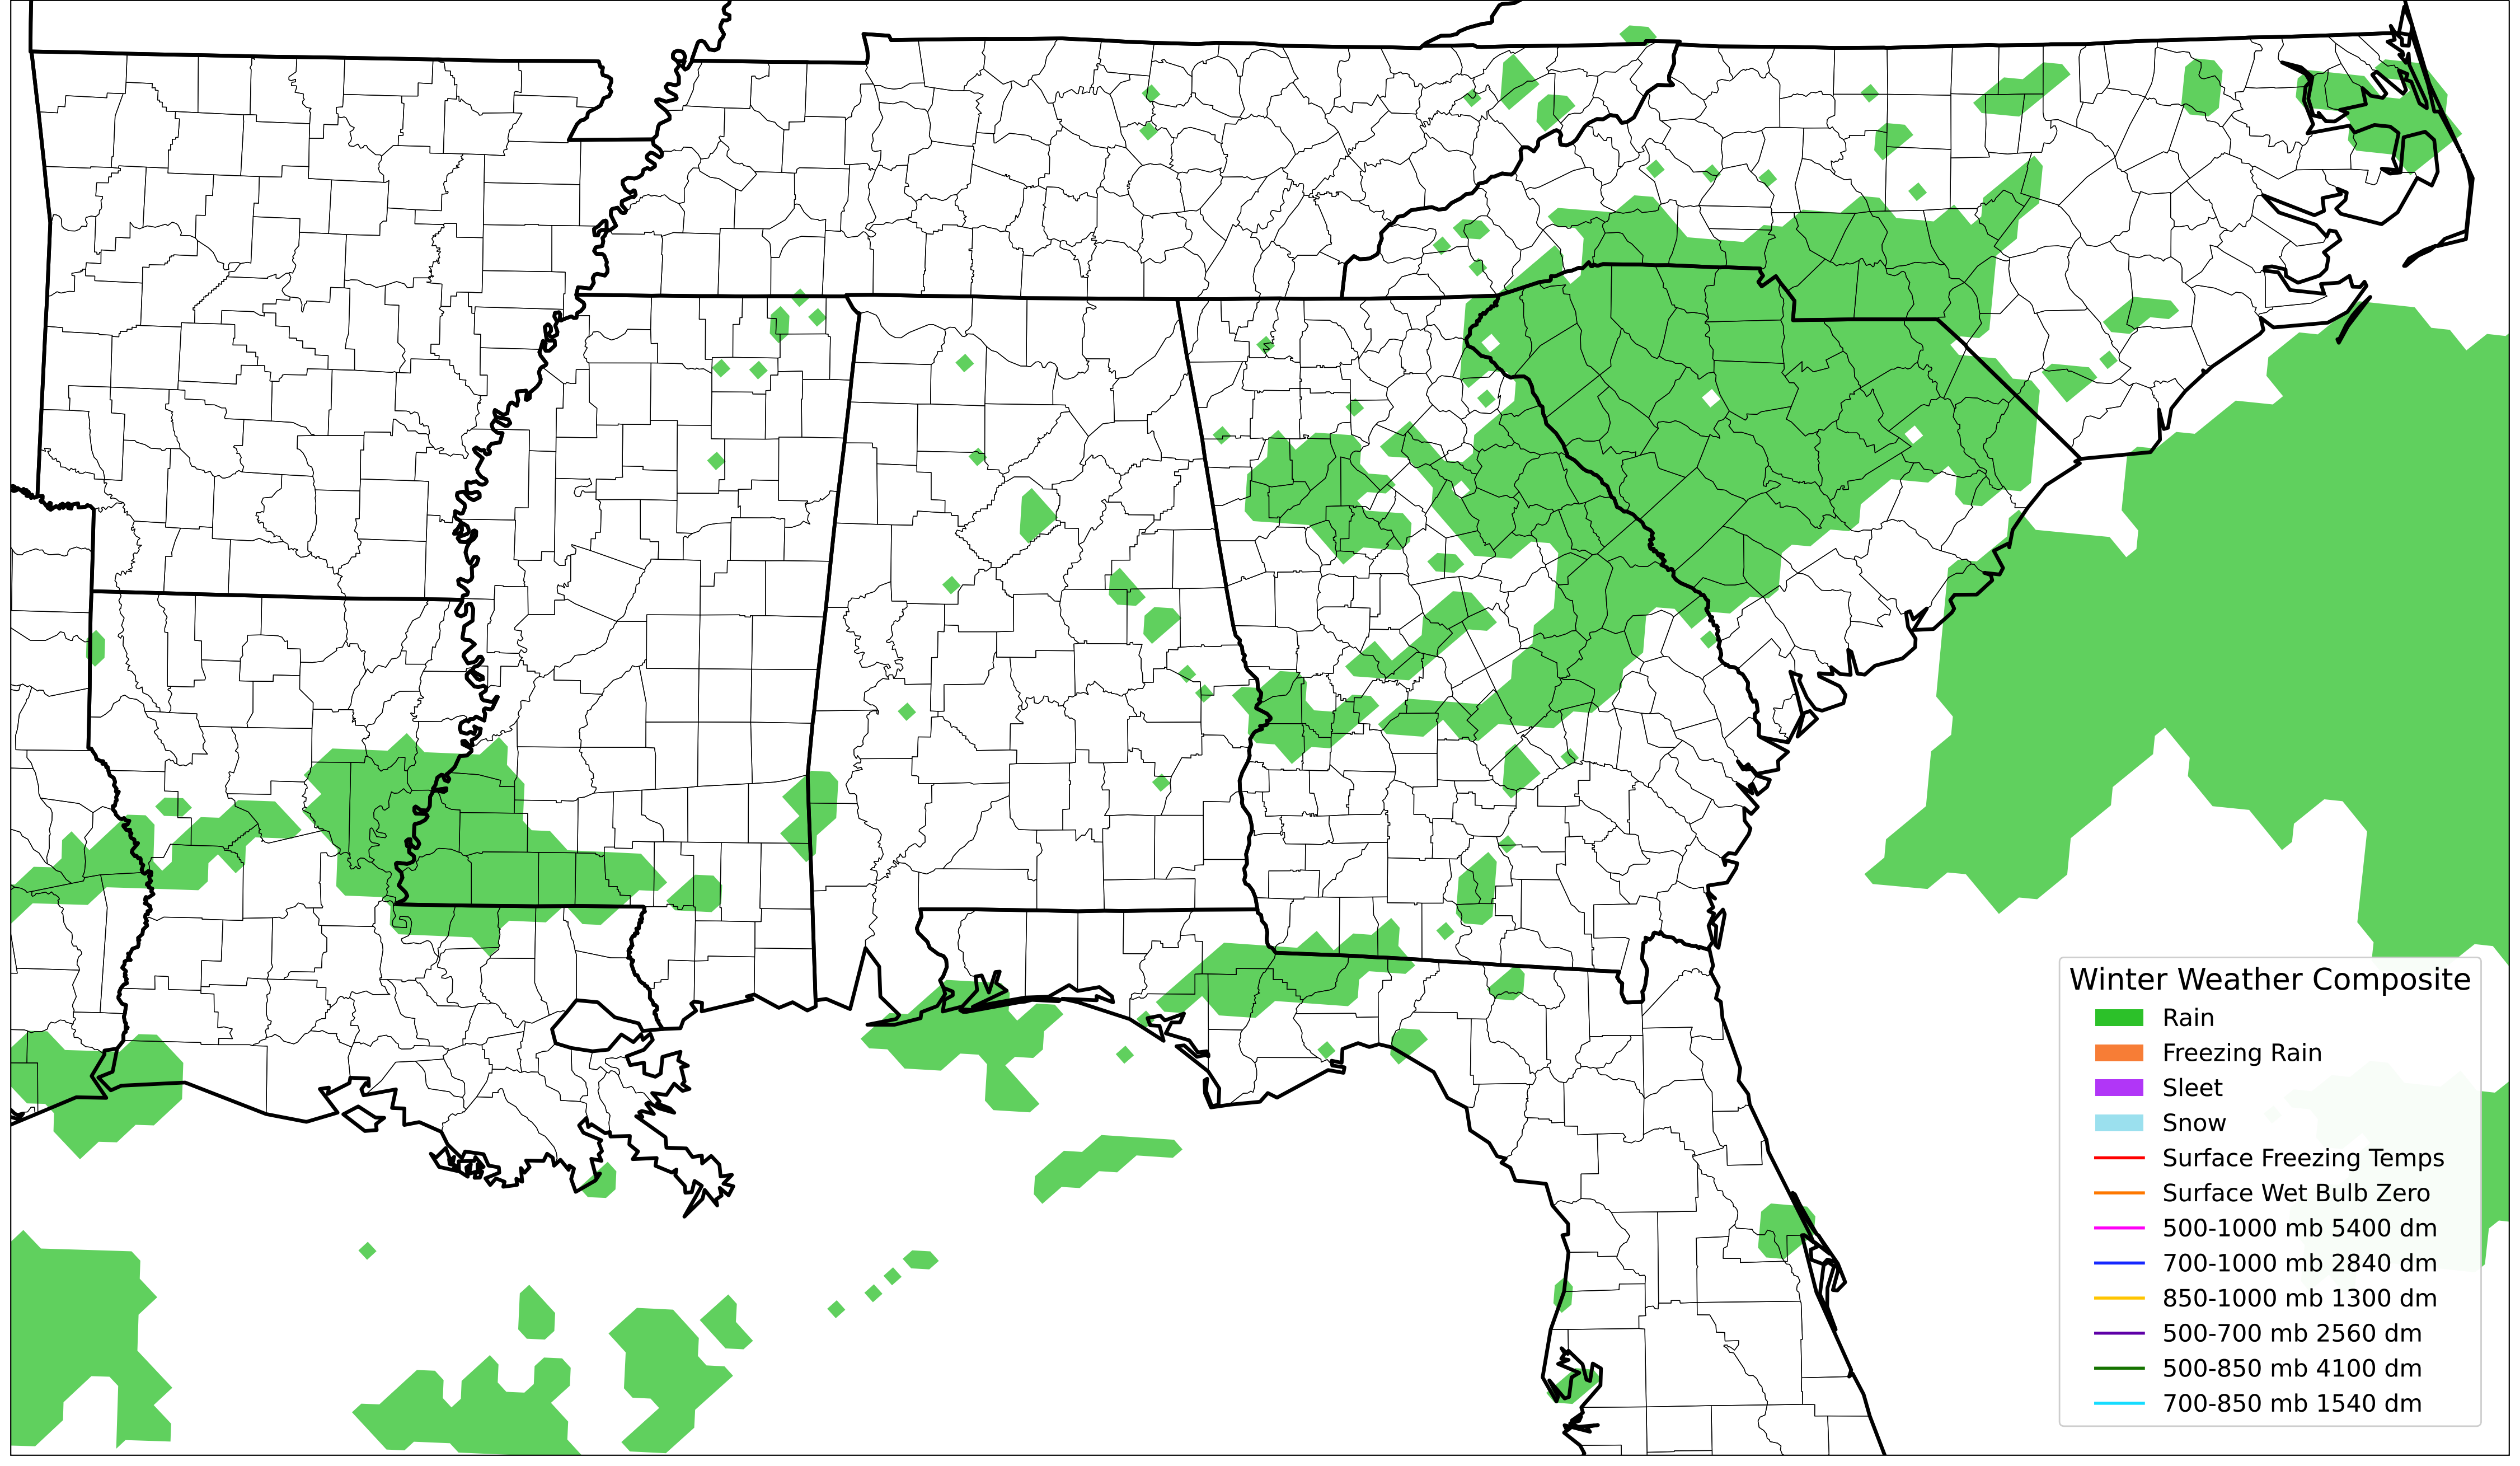 Winter Weather Composite
Rain
Freezing Rain
Sleet
Snow
Surface Freezing Temps
Surface Wet Bulb Zero
500-1000 mb 5400 dm
700-1000 mb 2840 dm
850-1000 mb 1300 dm
500-700 mb 2560 dm
500-850 mb 4100 dm
700-850 mb 1540 dm